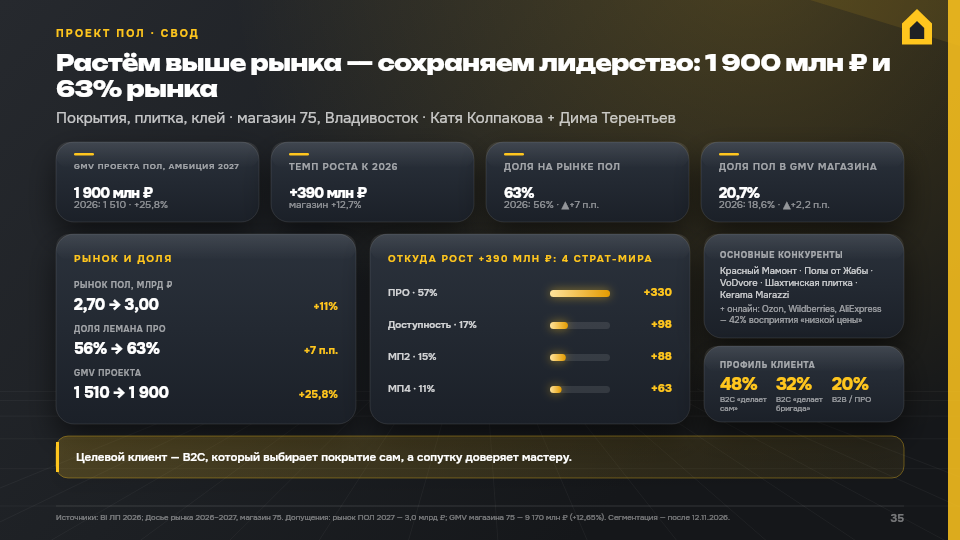 ПРОЕКТ ПОЛ · СВОД
Растём выше рынка — сохраняем лидерство: 1 900 млн ₽ и
63% рынка
Покрытия, плитка, клей · магазин 75, Владивосток · Катя Колпакова + Дима Терентьев
GMV ПРОЕКТА ПОЛ, АМБИЦИЯ 2027
1 900 млн ₽
2026: 1 510 · +25,8%
ТЕМП РОСТА К 2026
+390 млн ₽
магазин +12,7%
ДОЛЯ НА РЫНКЕ ПОЛ
63%
2026: 56% · ▲+7 п.п.
ДОЛЯ ПОЛ В GMV МАГАЗИНА
20,7%
2026: 18,6% · ▲+2,2 п.п.
РЫНОК И ДОЛЯ
РЫНОК ПОЛ, МЛРД ₽
2,70 → 3,00 +11%
ДОЛЯ ЛЕМАНА ПРО
56% → 63% +7 п.п.
GMV ПРОЕКТА
1 510 → 1 900 +25,8%
ОТКУДА РОСТ +390 МЛН ₽: 4 СТРАТ-МИРА
ПРО · 57% +330
Доступность · 17% +98
МП2 · 15% +88
МП4 · 11% +63
ОСНОВНЫЕ КОНКУРЕНТЫ
Красный Мамонт · Полы от Жабы ·
VoDvore · Шахтинская плитка ·
Kerama Marazzi
+ онлайн: Ozon, Wildberries, AliExpress
— 42% восприятия «низкой цены»
ПРОФИЛЬ КЛИЕНТА
48% 32% 20%
B2C «делает B2C «делает B2B / ПРО
сам» бригада»
Целевой клиент — B2C, который выбирает покрытие сам, а сопутку доверяет мастеру.
Источники: BI ЛП 2026; Досье рынка 2026–2027, магазин 75. Допущения: рынок ПОЛ 2027 — 3,0 млрд ₽; GMV магазина 75 — 9 170 млн ₽ (+12,65%). Сегментация — после 12.11.2026.
35